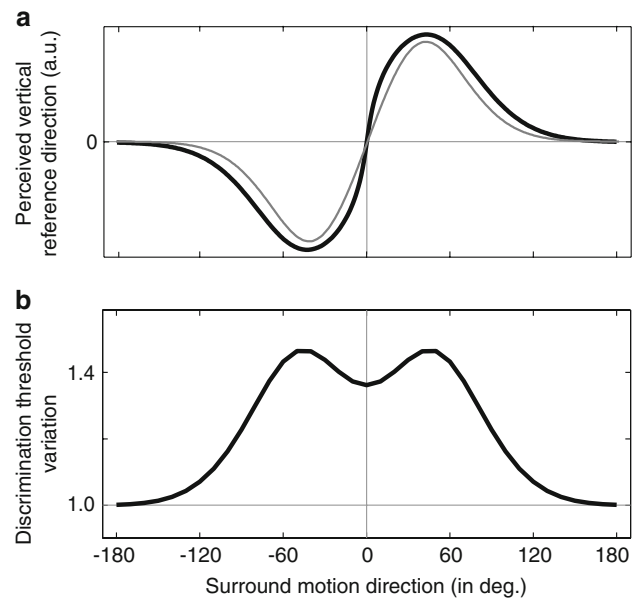 a
Perceived vertical
reference direction (a.u.)
0
b
Discrimination threshold
variation
1.4
1.0
-180 -120 -60 0 60 120 180
Surround motion direction (in deg.)